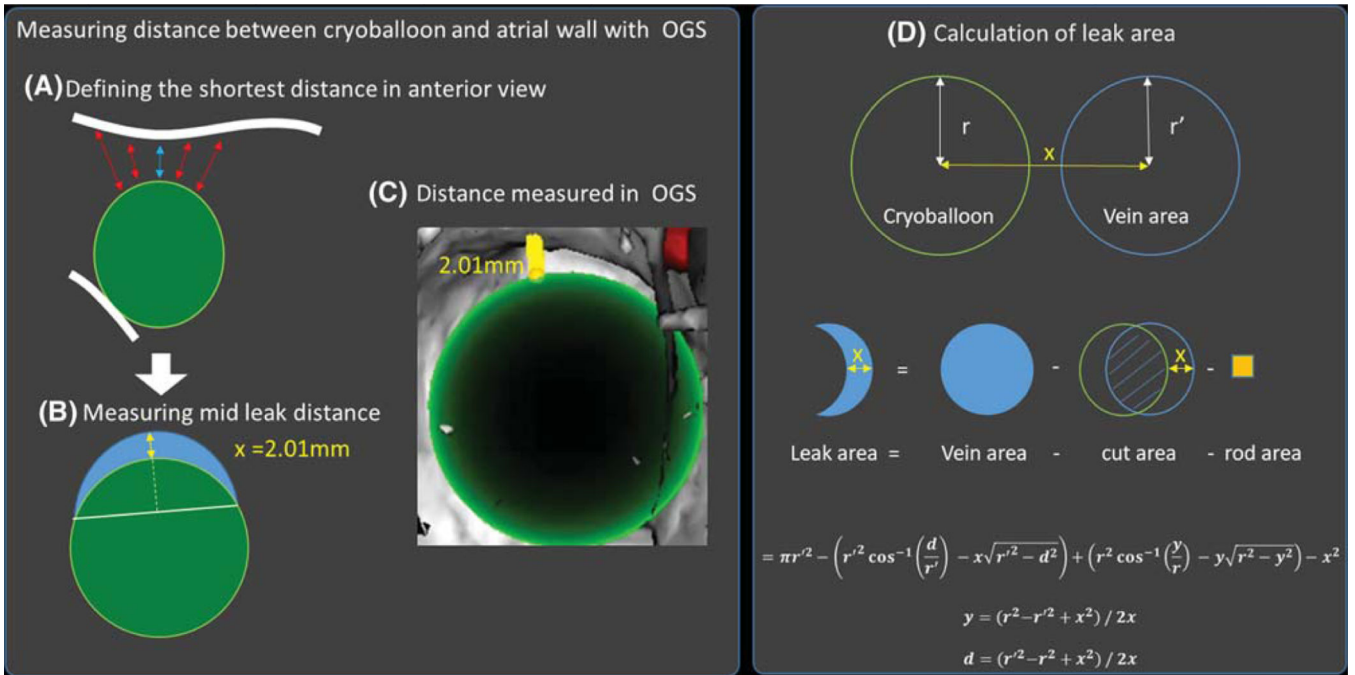 Measuring distance between cryoballoon and atrial wall with OGS
(A) Defining the shortest distance in anterior view
(C) Distance measured in OGS
2.01mm
(B) Measuring mid leak distance
x =2.01mm
(D) Calculation of leak area
r
r'
x
Cryoballoon
Vein area
x = - x -
Leak area = Vein area - cut area - rod area
= πr'² − (r'² cos⁻¹(d/r') − x√(r'² − d²)) + (r² cos⁻¹(y/r) − y√(r² − y²)) − x²
y = (r²−r'² + x²) / 2x
d = (r'²−r² + x²) / 2x